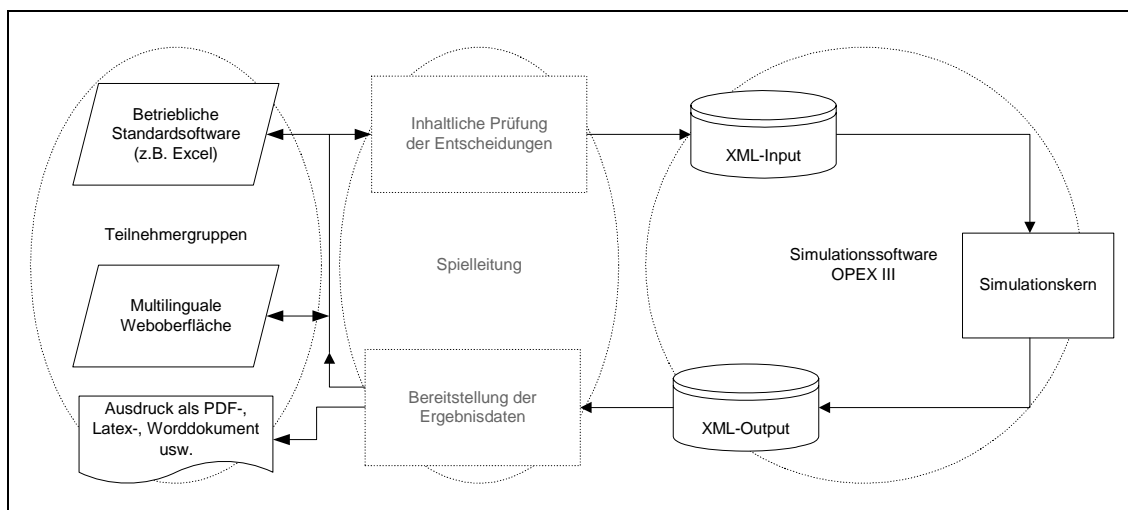 Betriebliche
Standardsoftware
(z.B. Excel)
Teilnehmergruppen
Multilinguale
Weboberfläche
Ausdruck als PDF-,
Latex-, Worddokument
usw.
Inhaltliche Prüfung
der Entscheidungen
Spielleitung
Bereitstellung der
Ergebnisdaten
XML-Input
Simulationssoftware
OPEX III
Simulationskern
XML-Output